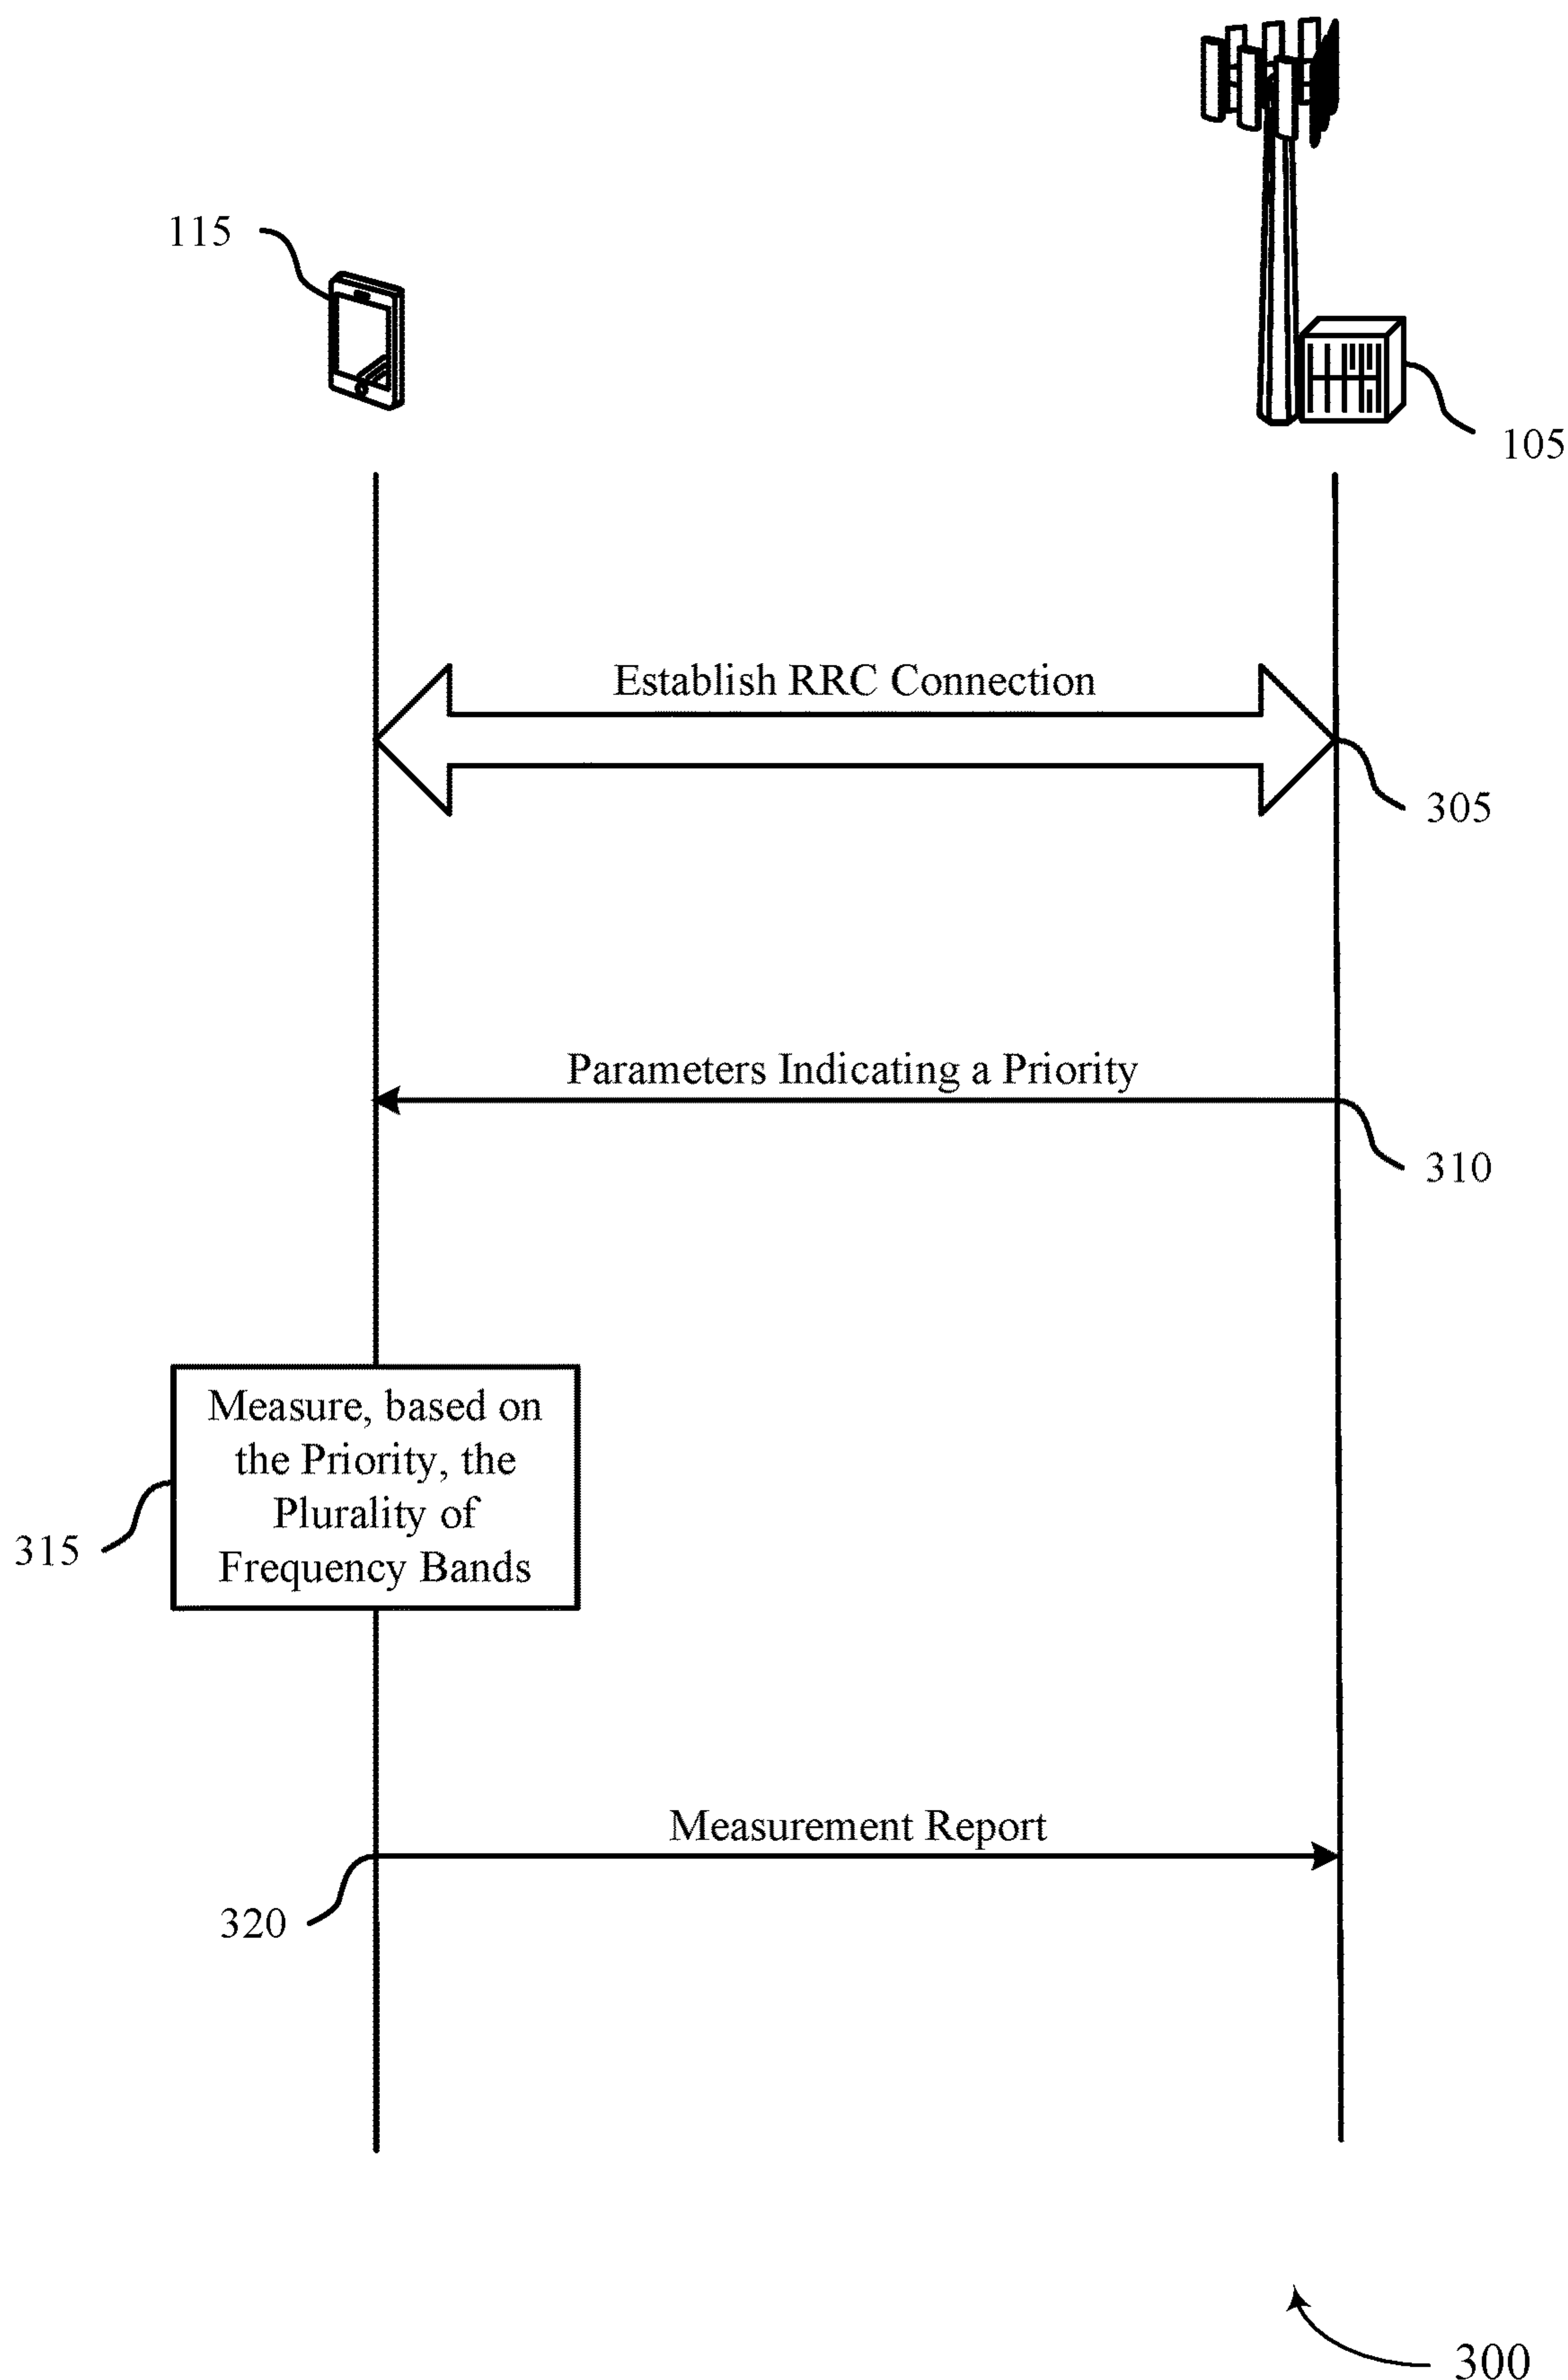 115
105
Establish RRC Connection
305
Parameters Indicating a Priority
310
Measure, based on
the Priority, the
Plurality of
Frequency Bands
315
Measurement Report
320
300